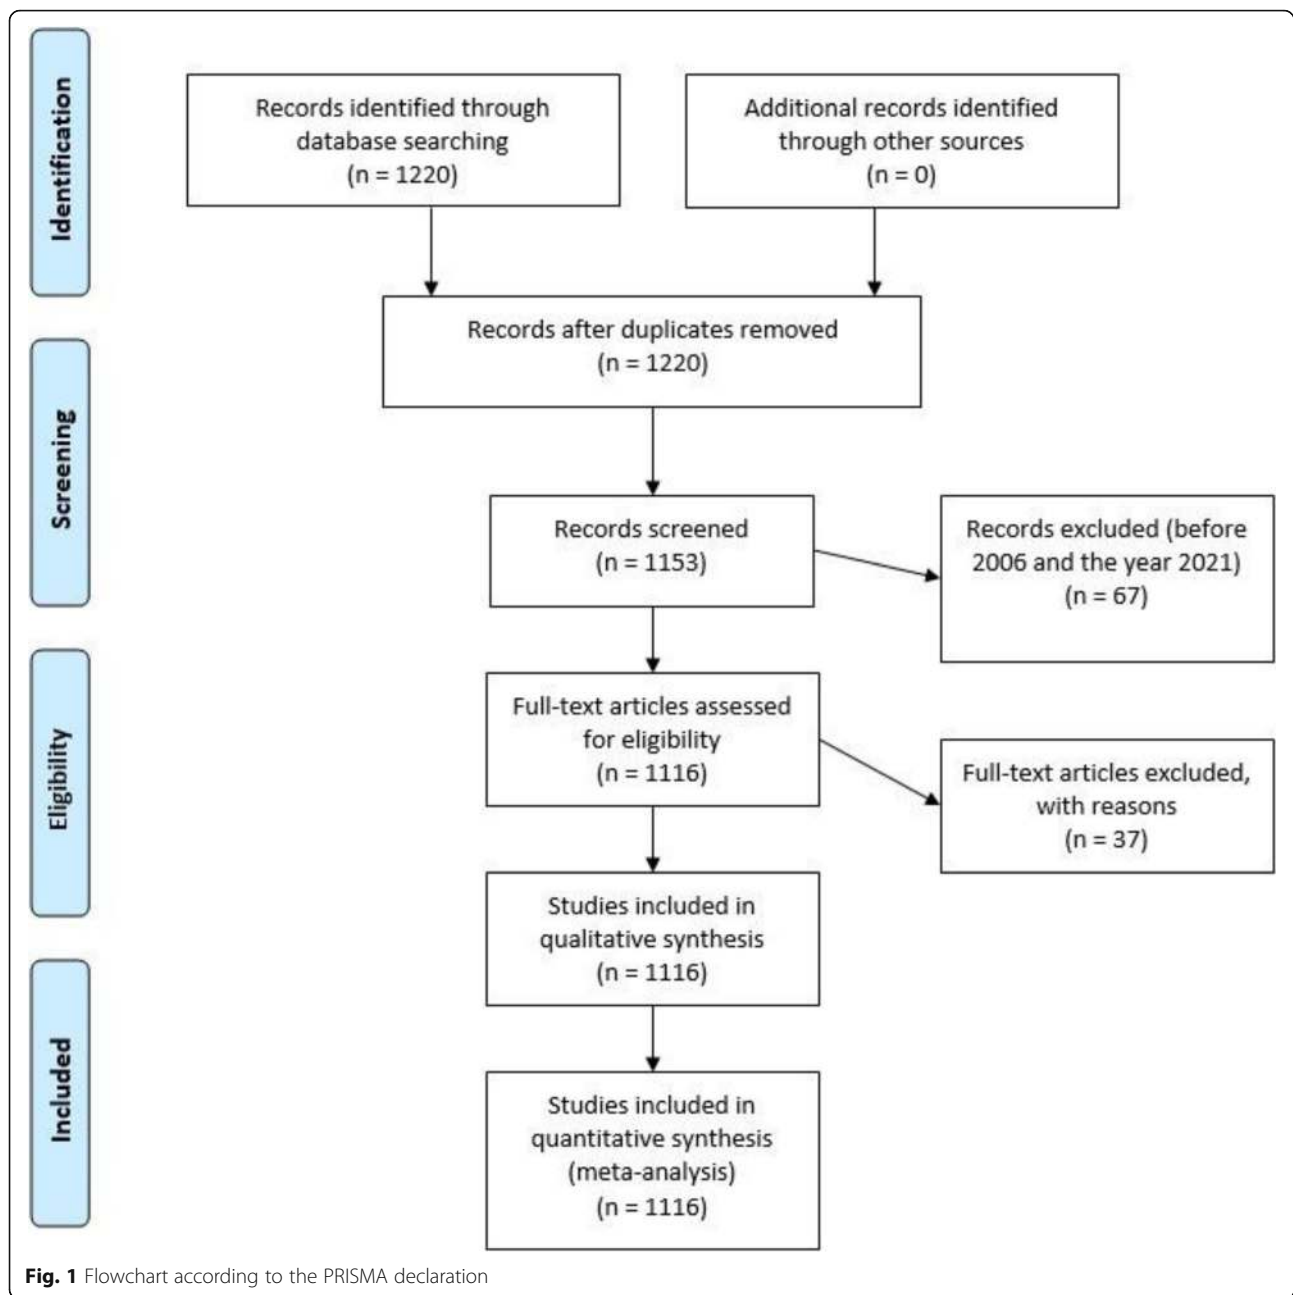 Identification
Records identified through
database searching
(n = 1220)
Additional records identified
through other sources
(n = 0)
Records after duplicates removed
(n = 1220)
Screening
Records screened
(n = 1153)
Records excluded (before
2006 and the year 2021)
(n = 67)
Eligibility
Full-text articles assessed
for eligibility
(n = 1116)
Full-text articles excluded,
with reasons
(n = 37)
Studies included in
qualitative synthesis
(n = 1116)
Included
Studies included in
quantitative synthesis
(meta-analysis)
(n = 1116)
Fig. 1 Flowchart according to the PRISMA declaration